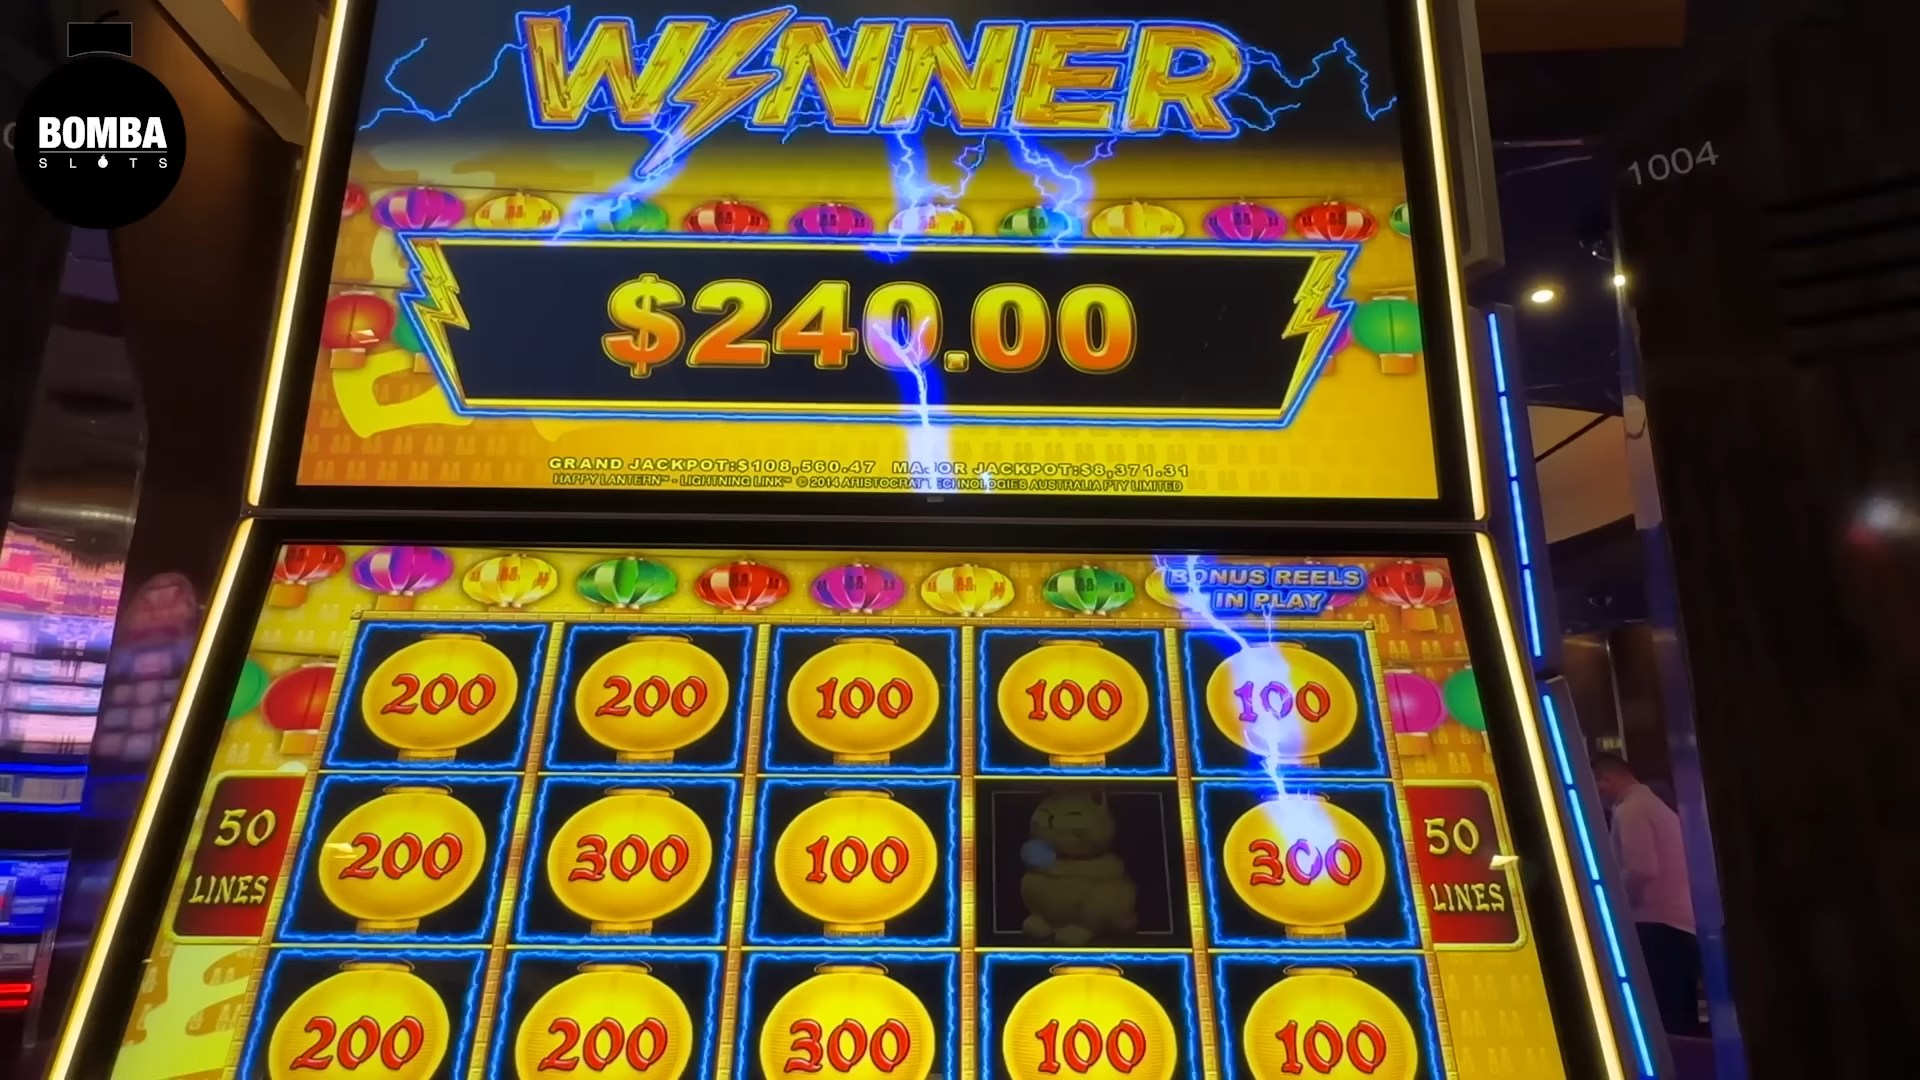 WINNER
BOMBA
SLOTS
1004
$240.00
GRAND JACKPOT:$108,560.47 MAJOR JACKPOT:$8,371.31
HAPPY LANTERN™ - LIGHTNING LINK™ © 2014 ARISTOCRAT TECHNOLOGIES AUSTRALIA PTY LIMITED
BONUS REELS
IN PLAY
200 200 100 100 100
50
LINES
200 300 100 300
50
LINES
200 200 300 100 100